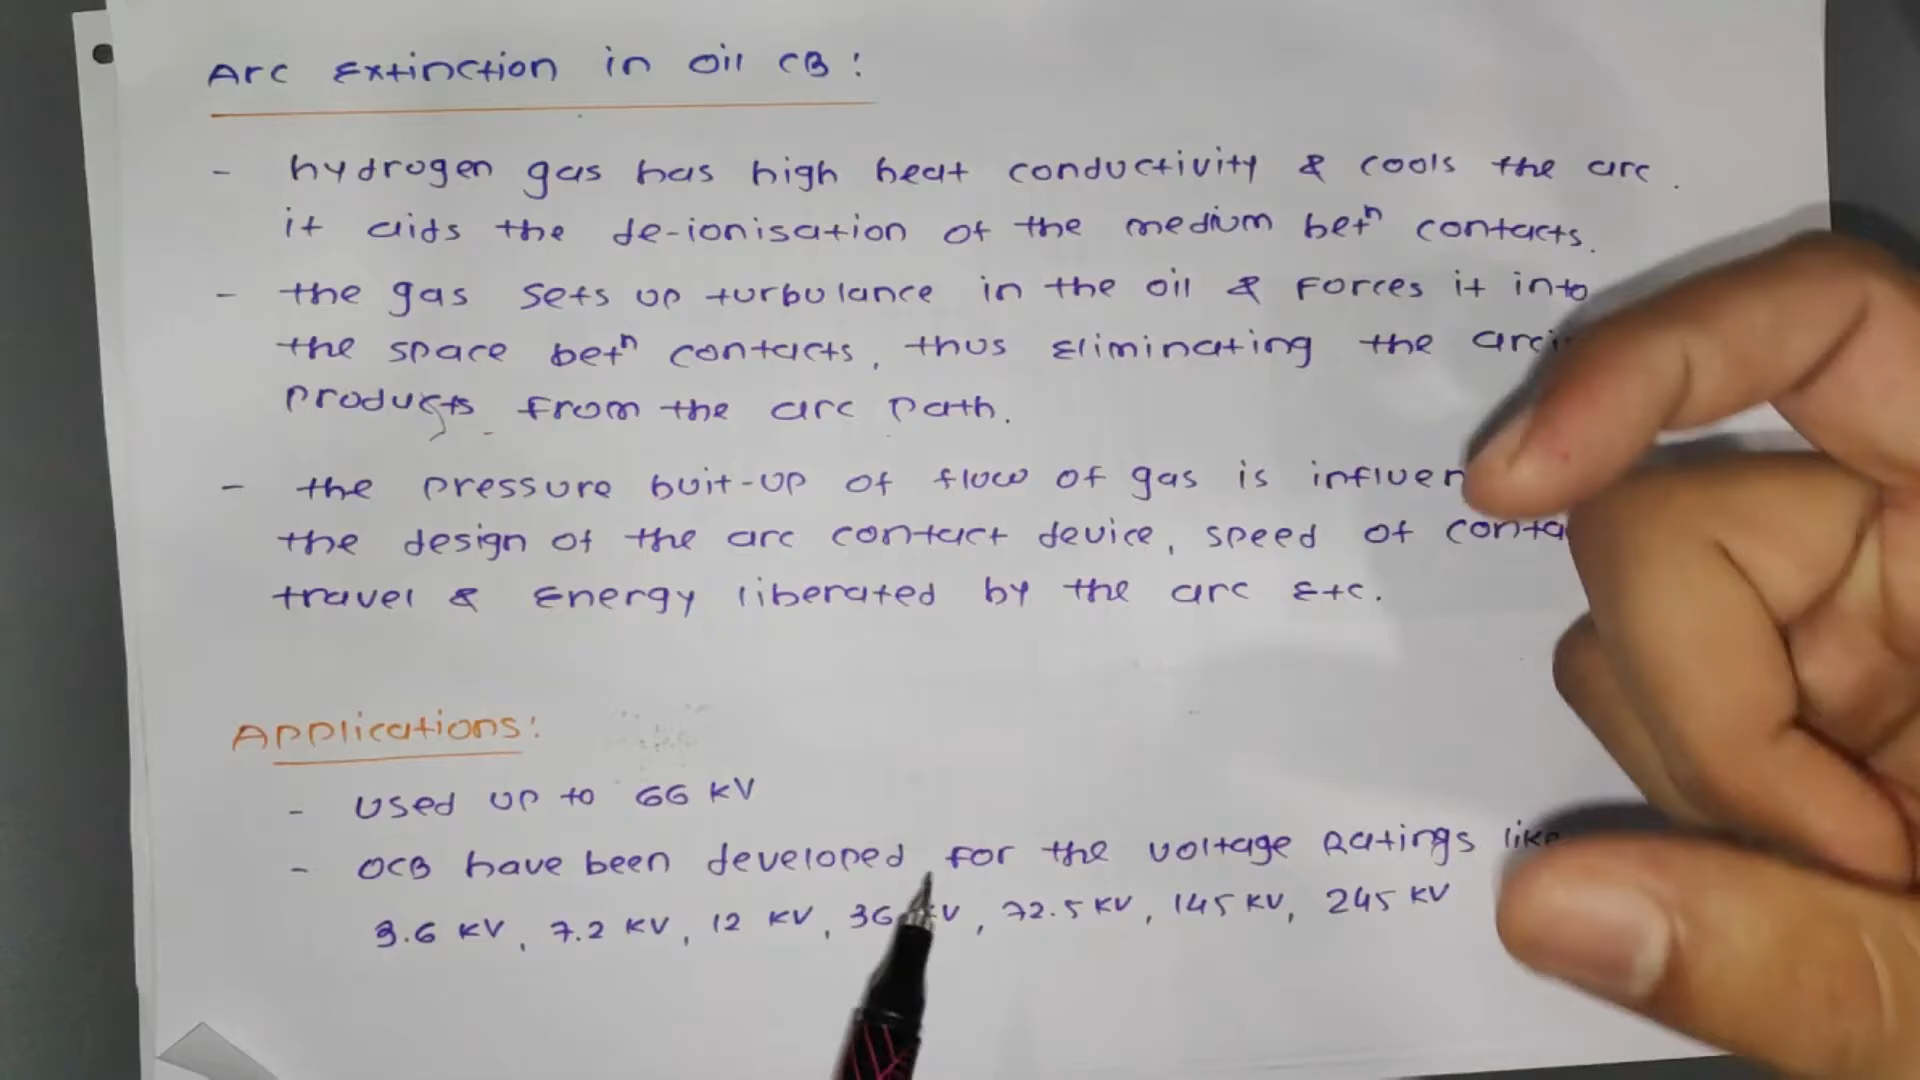 Arc Extinction in oil CB :
- hydrogen gas has high heat conductivity & cools the arc.
it aids the de-ionisation of the medium betn contacts.
- the gas sets up turbulance in the oil & forces it into
the space betn contacts, thus eliminating the
products from the arc path.
- the pressure buit-up of flow of gas is
the design of the arc contact device, speed of
travel & energy liberated by the arc etc.
Applications:
- Used up to 66 kV
- OCB have been developed for the voltage Ratings like
3.6 kV, 7.2 kV, 12 kV, 36 kV, 72.5 kV, 145 kV, 245 kV